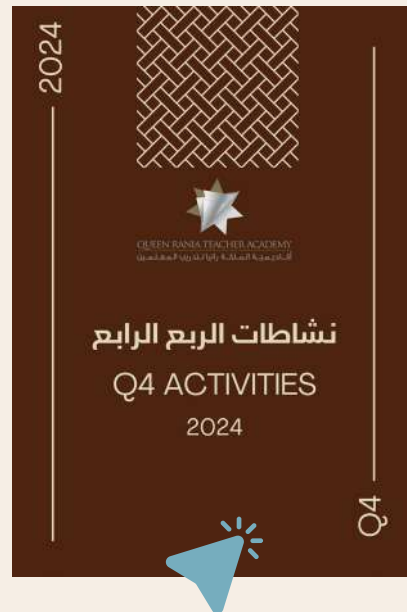 2024
QUEEN RANIA TEACHER ACADEMY
أكاديمية الملكة رانيا لتدريب المعلمين
نشاطات الربع الرابع
Q4 ACTIVITIES
2024
Q4